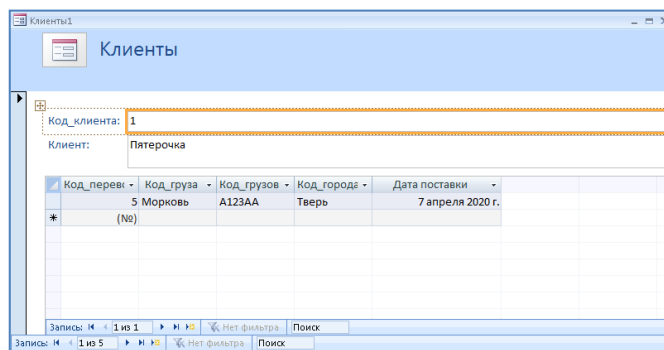 Клиенты1
Клиенты
Код_клиента: 1
Клиент: Пятерочка
Код_перево Код_груза Код_грузов Код_города Дата поставки
5 Морковь А123АА Тверь 7 апреля 2020 г.
(№)
Запись: 1 из 1 Нет фильтра Поиск
Запись: 1 из 5 Нет фильтра Поиск